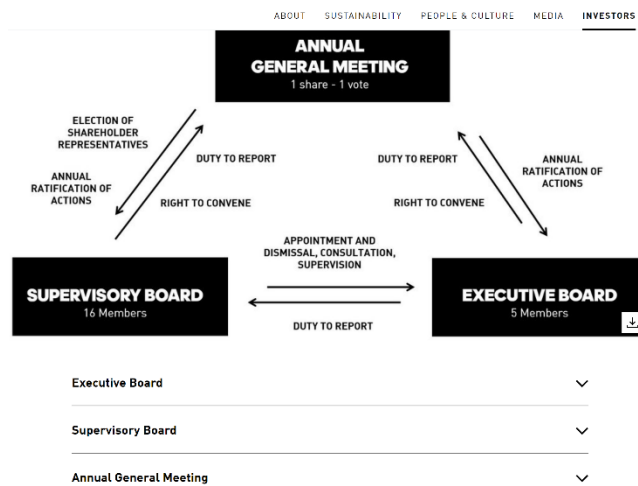 ABOUT SUSTAINABILITY PEOPLE & CULTURE MEDIA INVESTORS
ANNUAL
GENERAL MEETING
1 share - 1 vote
ELECTION OF
SHAREHOLDER
REPRESENTATIVES
ANNUAL
RATIFICATION OF
ACTIONS
DUTY TO REPORT
RIGHT TO CONVENE
DUTY TO REPORT
RIGHT TO CONVENE
ANNUAL
RATIFICATION OF
ACTIONS
APPOINTMENT AND
DISMISSAL, CONSULTATION,
SUPERVISION
SUPERVISORY BOARD
16 Members
EXECUTIVE BOARD
5 Members
DUTY TO REPORT
Executive Board
Supervisory Board
Annual General Meeting